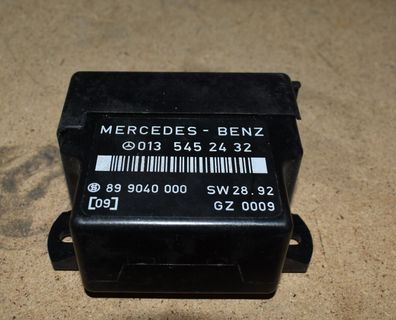 MERCEDES - BENZ
013 545 24 32
89 9040 000 SW 28.92
[09] GZ 0009